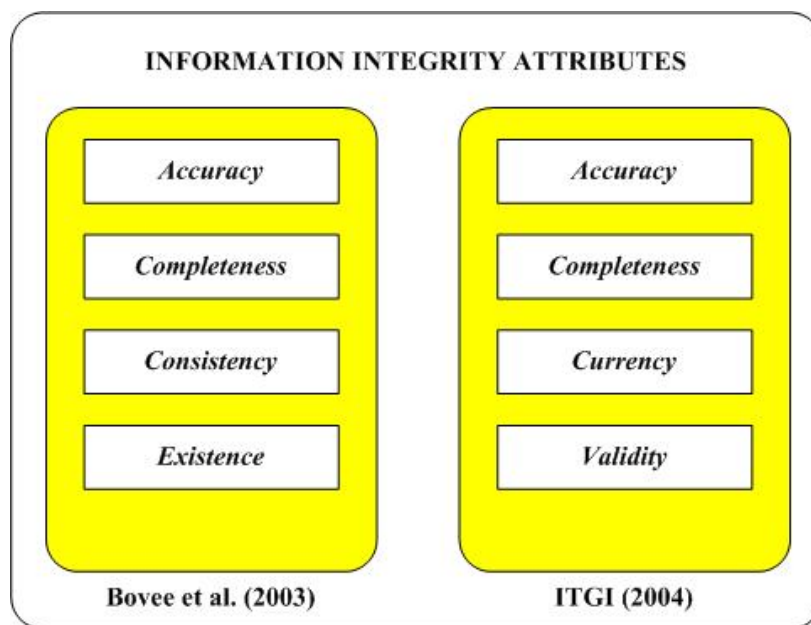 INFORMATION INTEGRITY ATTRIBUTES
Accuracy
Completeness
Consistency
Existence
Bovee et al. (2003)
Accuracy
Completeness
Currency
Validity
ITGI (2004)